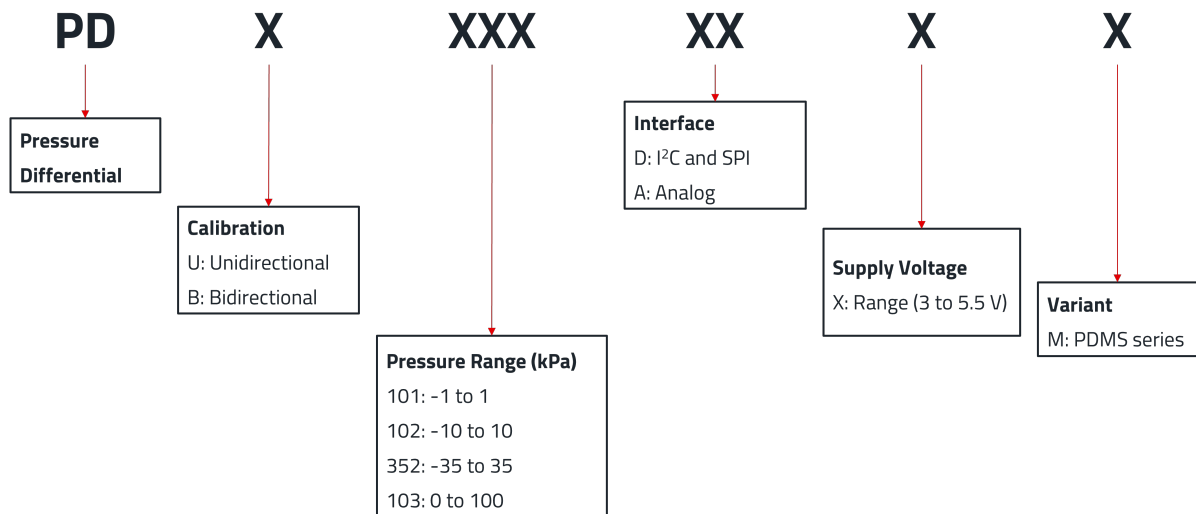 PD X XXX XX X X
Pressure
Differential
Calibration
U: Unidirectional
B: Bidirectional
Pressure Range (kPa)
101: -1 to 1
102: -10 to 10
352: -35 to 35
103: 0 to 100
Interface
D: I²C and SPI
A: Analog
Supply Voltage
X: Range (3 to 5.5 V)
Variant
M: PDMS series